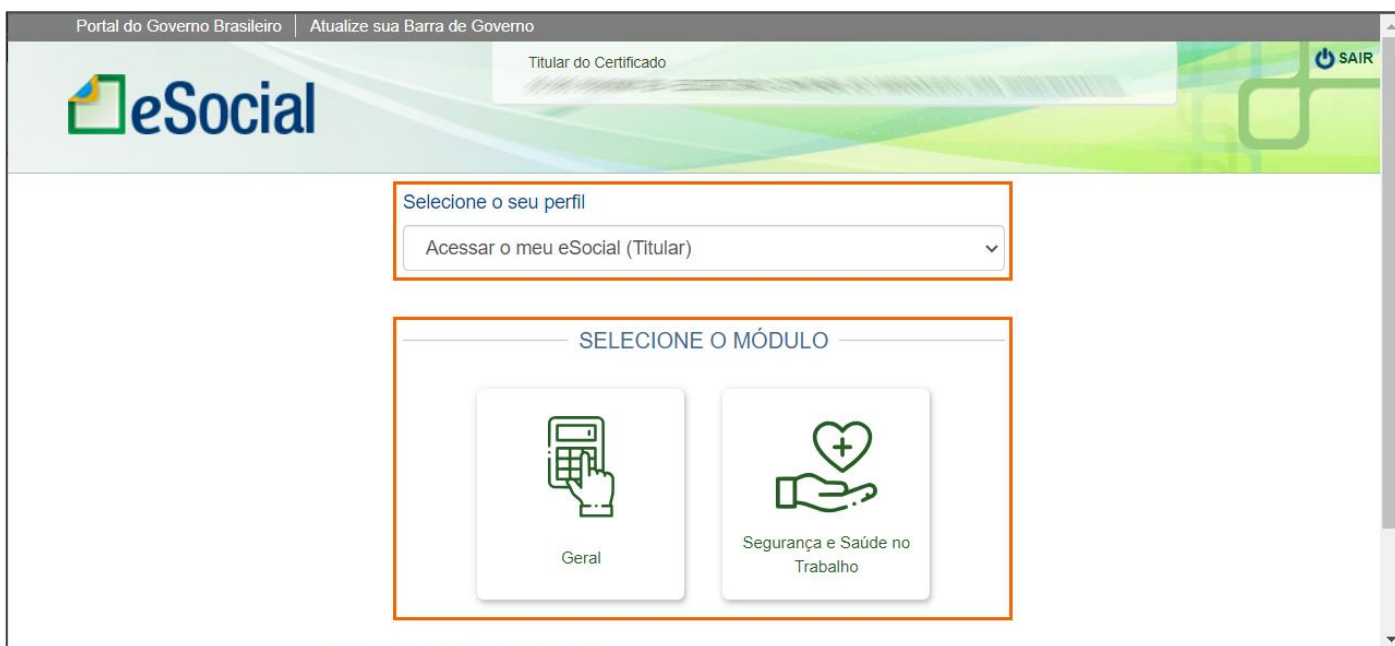 Portal do Governo Brasileiro | Atualize sua Barra de Governo
eSocial
Titular do Certificado
SAIR
Selecione o seu perfil
Acessar o meu eSocial (Titular)
SELECIONE O MÓDULO
Geral
Segurança e Saúde no
Trabalho